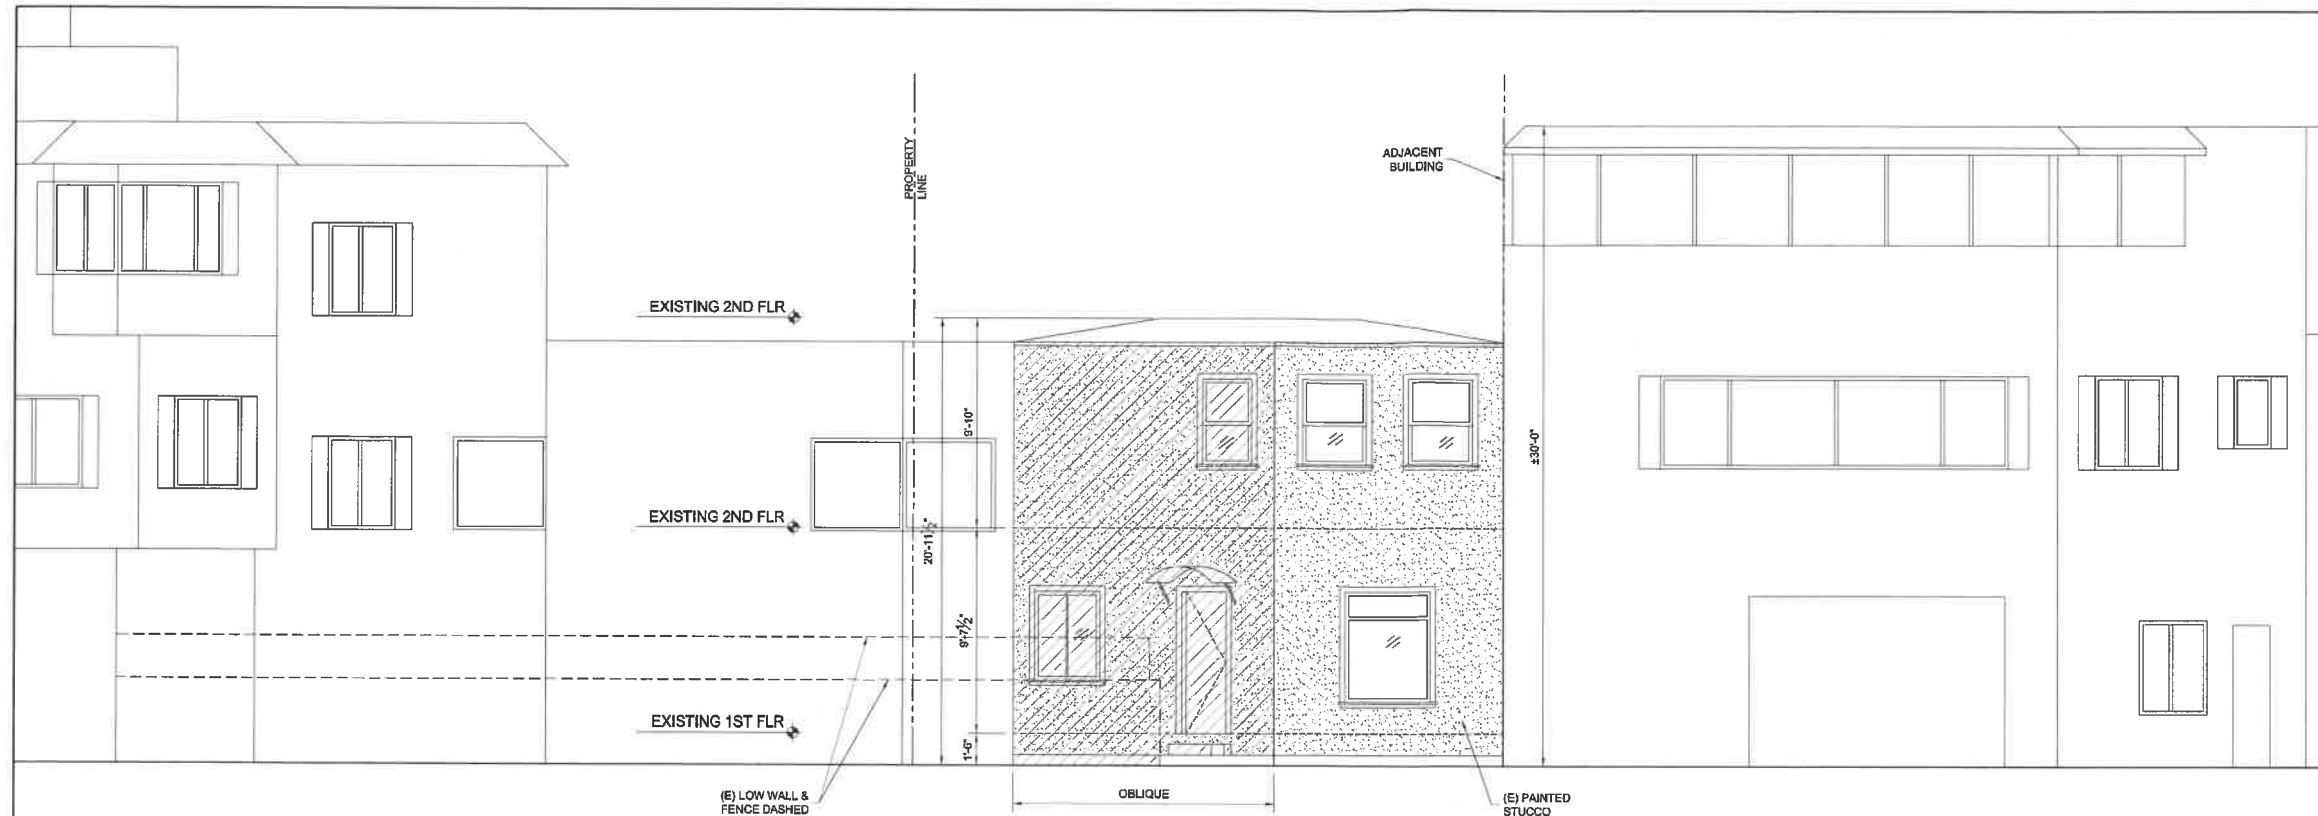 PROPERTY
LINE
ADJACENT
BUILDING
EXISTING 2ND FLR
9'-10"
±30'-0"
EXISTING 2ND FLR
20'-11½"
9'-7½"
EXISTING 1ST FLR
1'-6"
(E) LOW WALL &
FENCE DASHED
OBLIQUE
(E) PAINTED
STUCCO